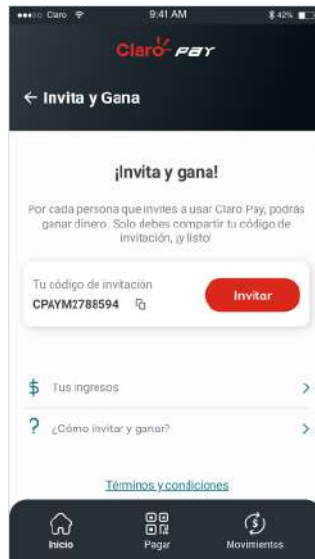 Claro 9:41 AM 42%
Claro pay
← Invita y Gana
¡Invita y gana!
Por cada persona que invites a usar Claro Pay, podrás
ganar dinero. Solo debes compartir tu código de
invitación, ¡y listo!
Tu código de invitación
CPAYM2788594
Invitar
$ Tus ingresos >
? ¿Cómo invitar y ganar? >
Términos y condiciones
Inicio Pagar Movimientos